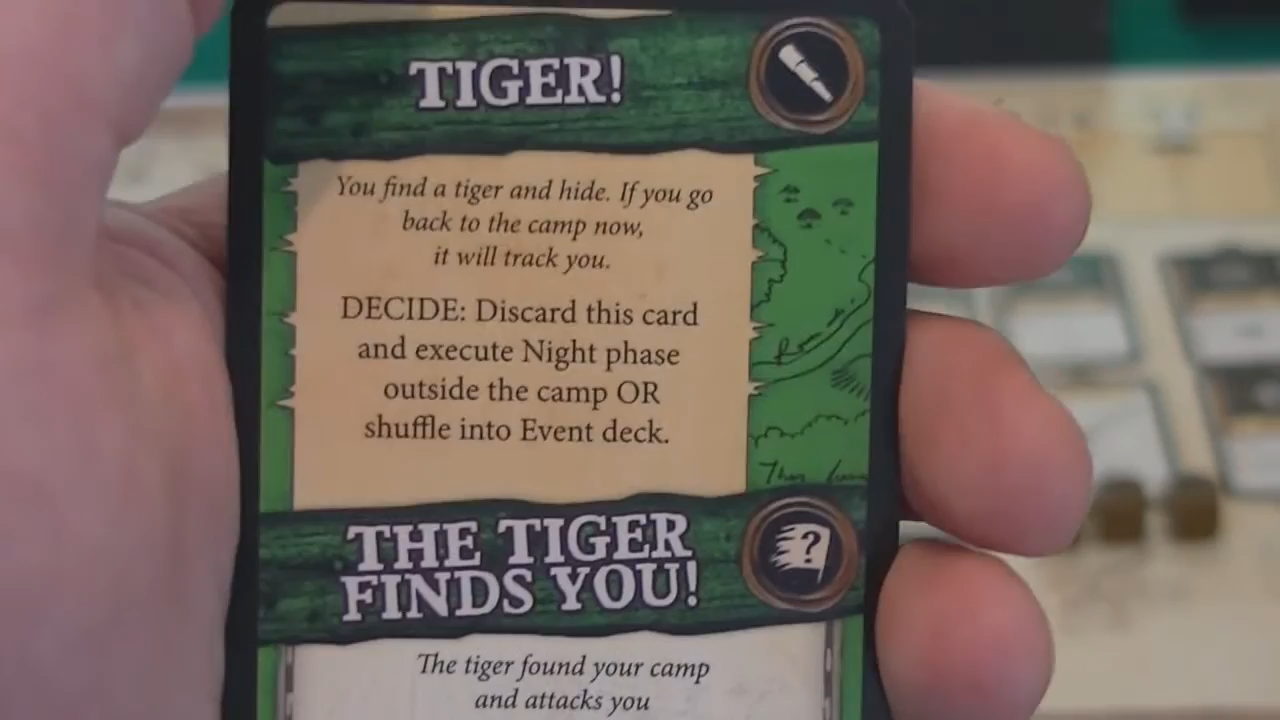 TIGER!
You find a tiger and hide. If you go
back to the camp now,
it will track you.
DECIDE: Discard this card
and execute Night phase
outside the camp OR
shuffle into Event deck.
THE TIGER
FINDS YOU!
?
The tiger found your camp
and attacks you